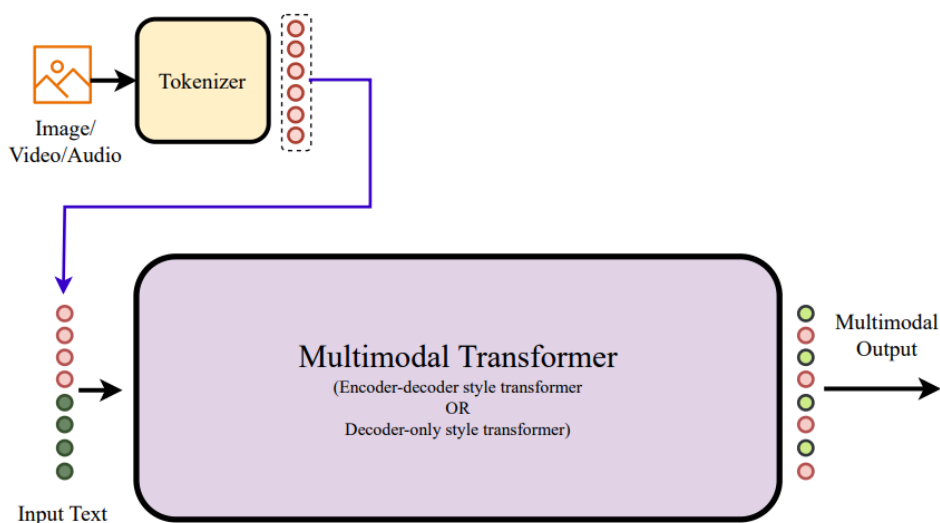 Tokenizer
Image/
Video/Audio
Multimodal Transformer
(Encoder-decoder style transformer
OR
Decoder-only style transformer)
Multimodal
Output
Input Text